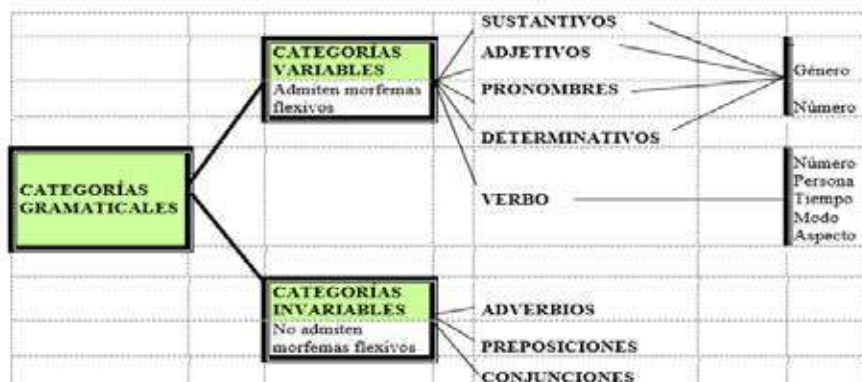 CATEGORÍAS
GRAMATICALES
CATEGORÍAS
VARIABLES
Admiten morfemas
flexivos
SUSTANTIVOS
ADJETIVOS
PRONOMBRES
DETERMINATIVOS
VERBO
Género
Número
Número
Persona
Tiempo
Modo
Aspecto
CATEGORÍAS
INVARIABLES
No admiten
morfemas flexivos
ADVERBIOS
PREPOSICIONES
CONJUNCIONES